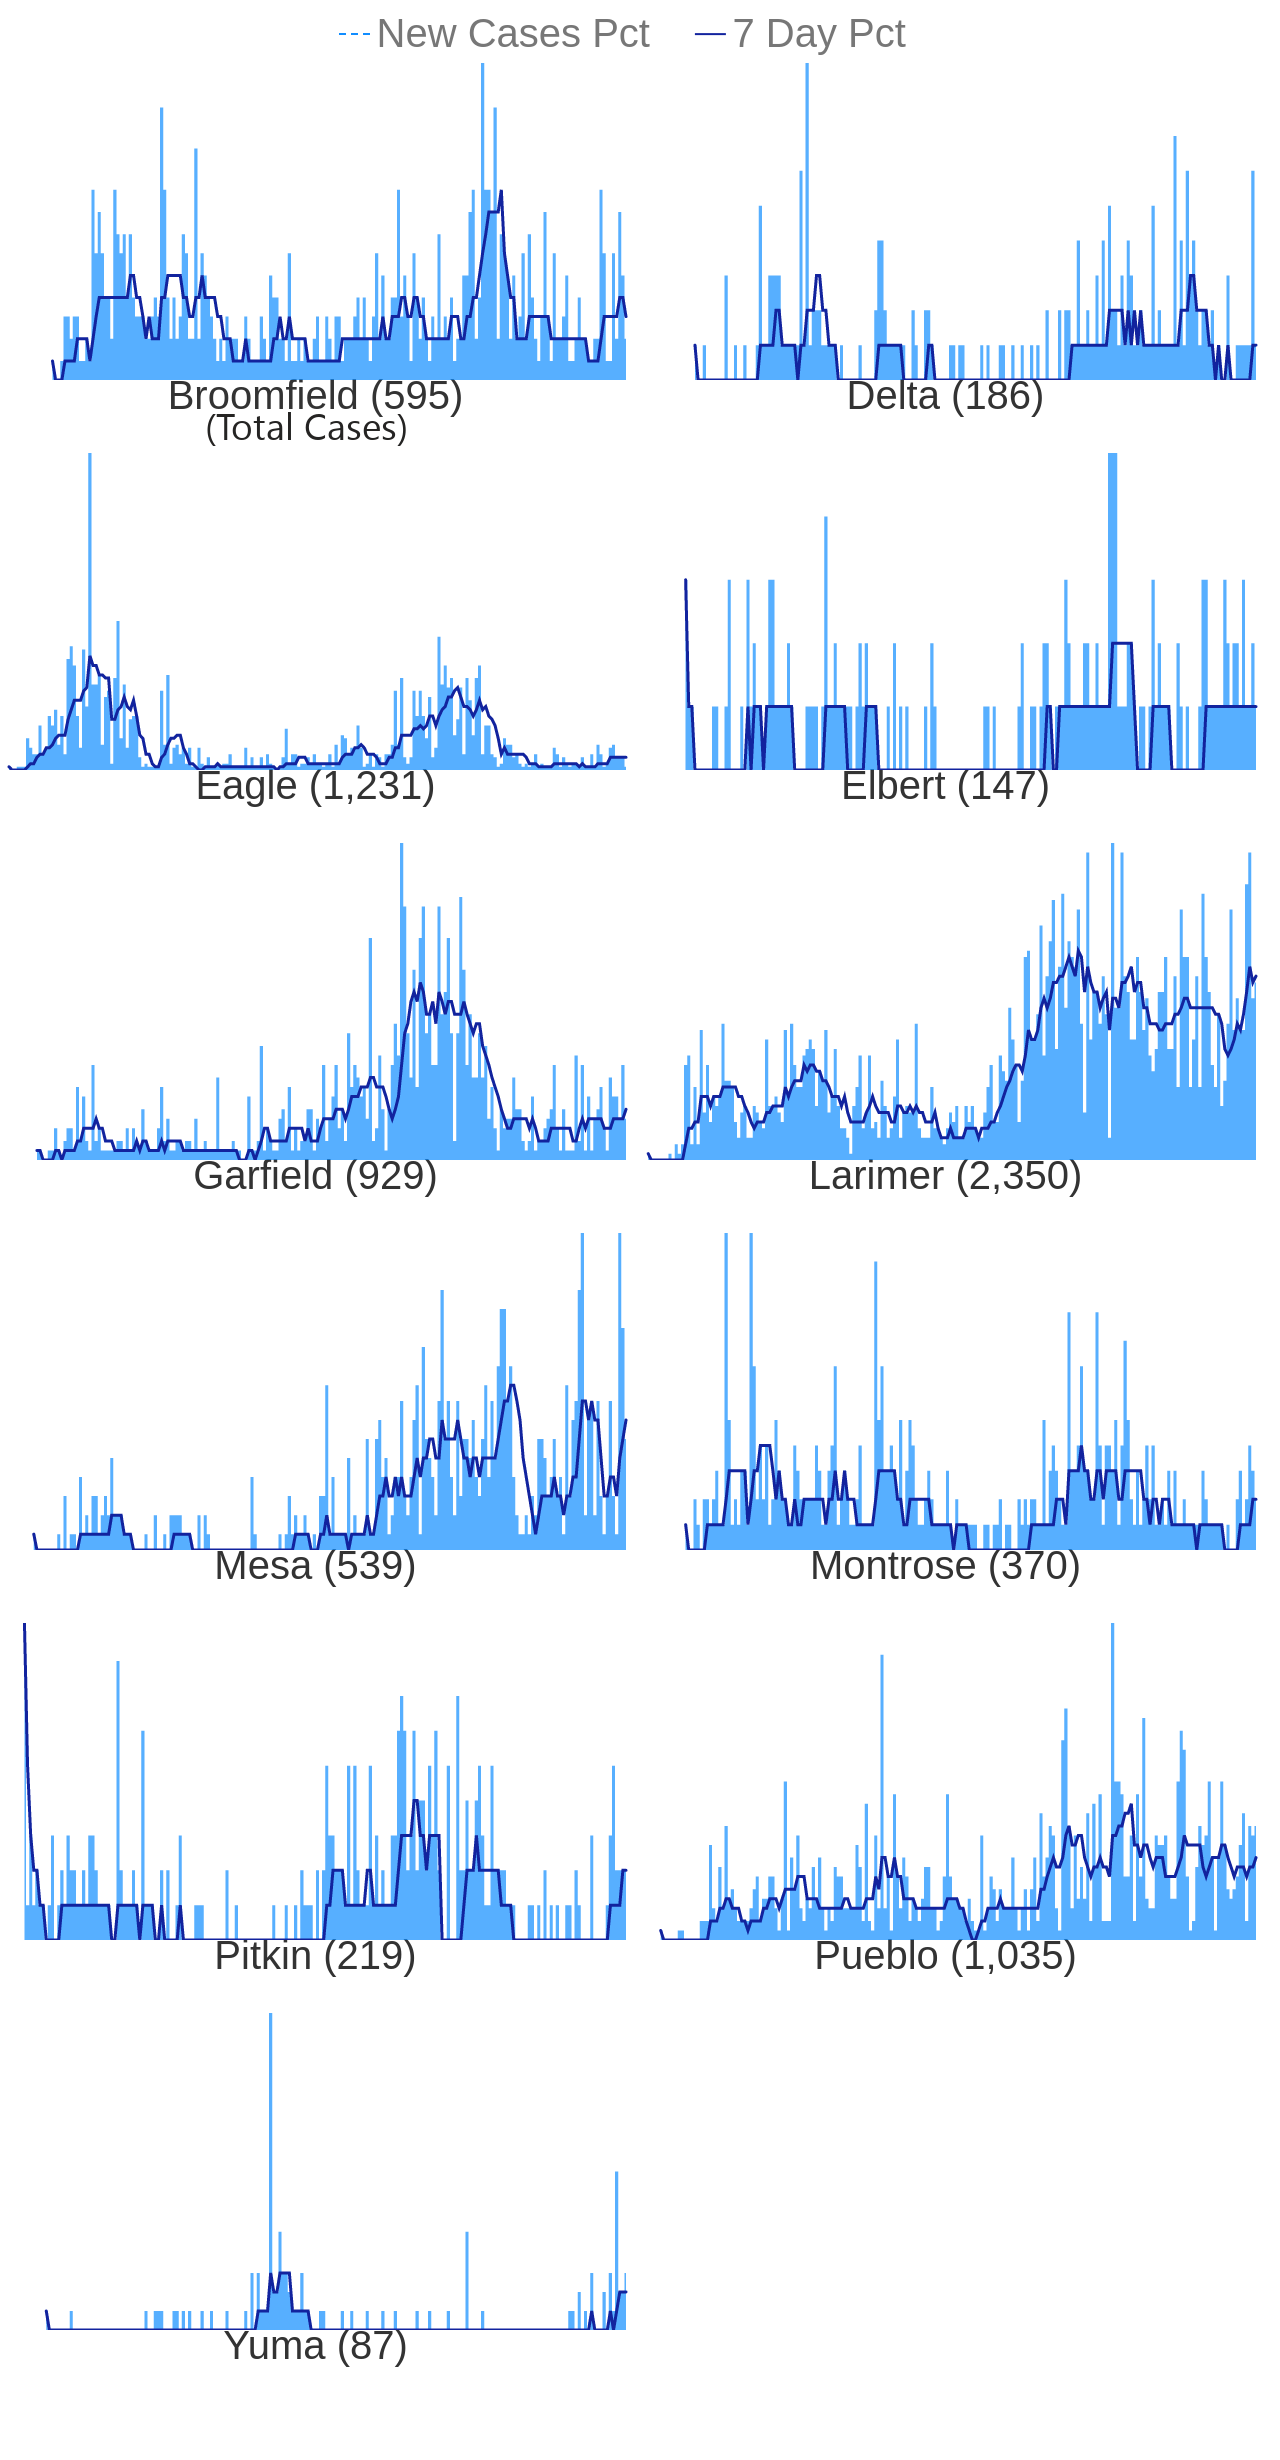 New Cases Pct 7 Day Pct
Broomfield (595) Delta (186)
(Total Cases)
Eagle (1,231) Elbert (147)
Garfield (929) Larimer (2,350)
Mesa (539) Montrose (370)
Pitkin (219) Pueblo (1,035)
Yuma (87)